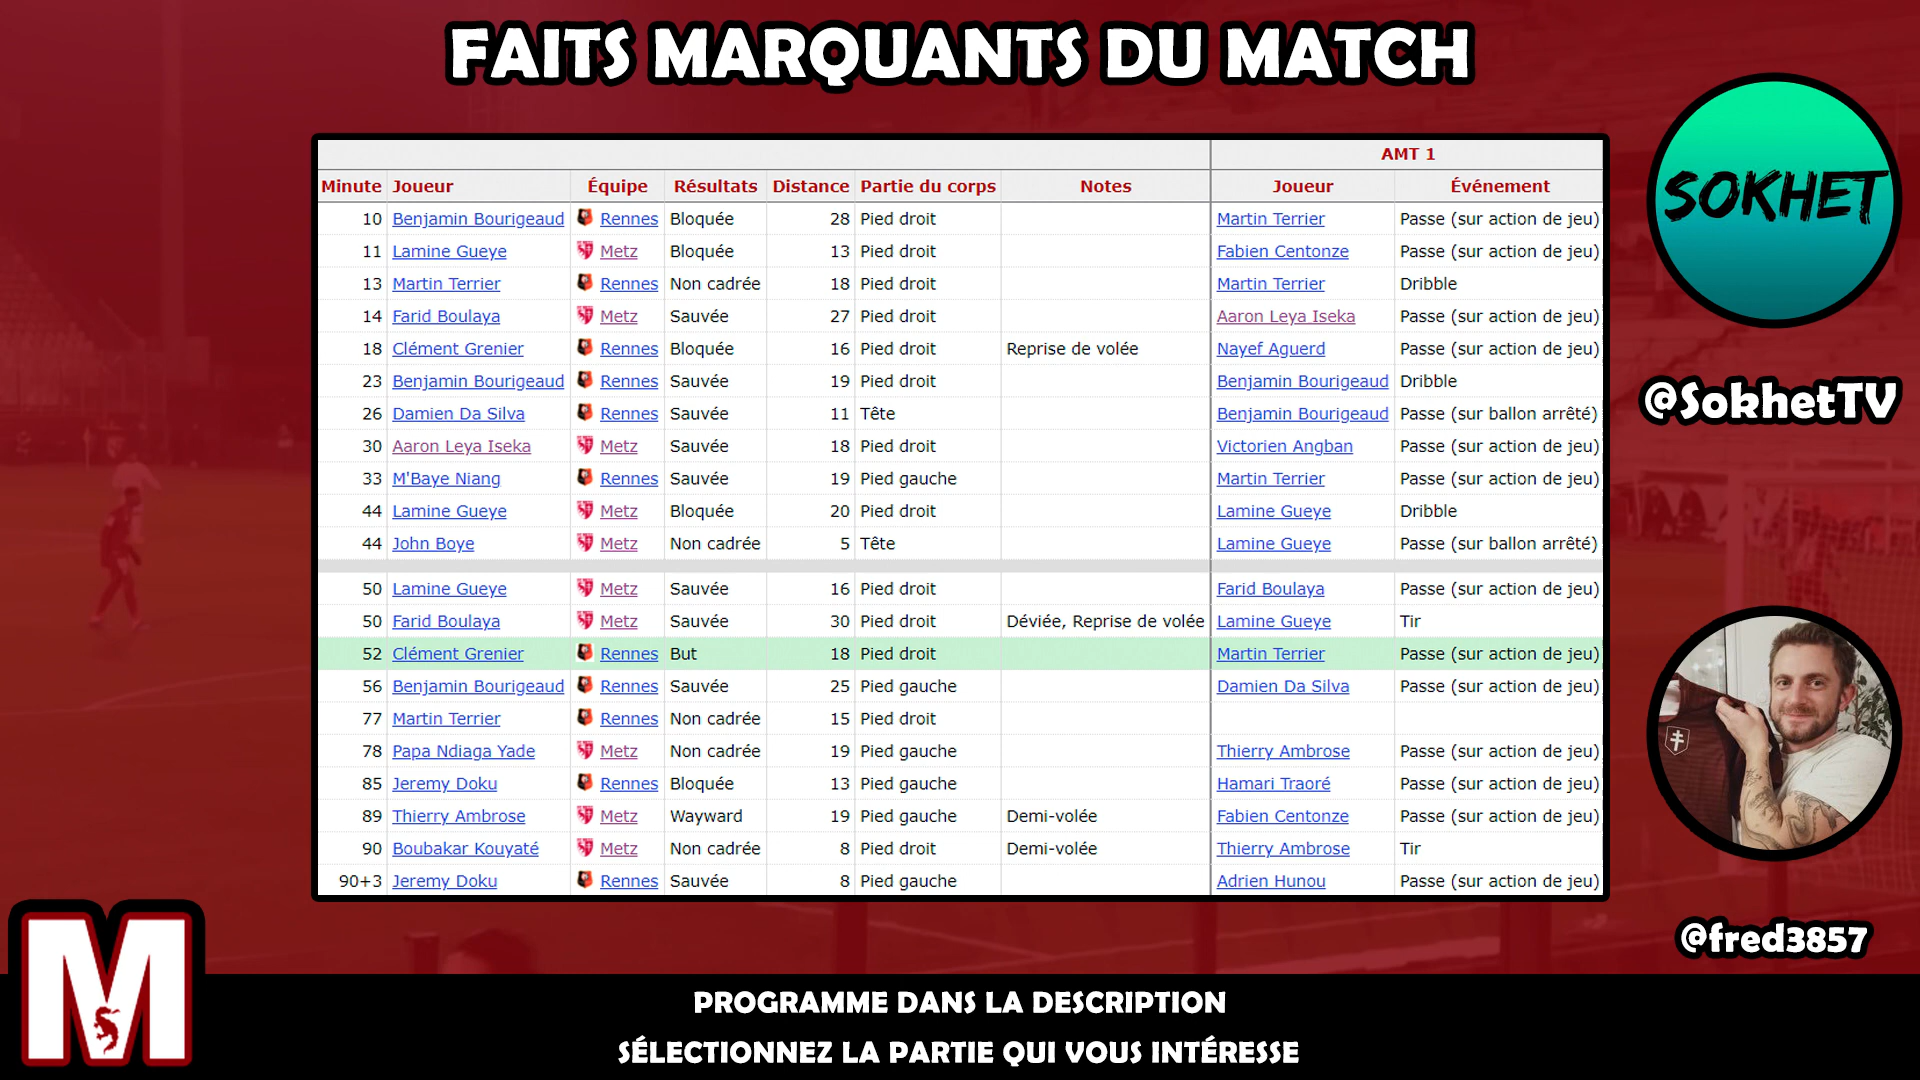 FAITS MARQUANTS DU MATCH
AMT 1
Minute Joueur Équipe Résultats Distance Partie du corps Notes Joueur Événement
10 Benjamin Bourigeaud Rennes Bloquée 28 Pied droit Martin Terrier Passe (sur action de jeu)
11 Lamine Gueye Metz Bloquée 13 Pied droit Fabien Centonze Passe (sur action de jeu)
13 Martin Terrier Rennes Non cadrée 18 Pied droit Martin Terrier Dribble
14 Farid Boulaya Metz Sauvée 27 Pied droit Aaron Leya Iseka Passe (sur action de jeu)
18 Clément Grenier Rennes Bloquée 16 Pied droit Reprise de volée Nayef Aguerd Passe (sur action de jeu)
23 Benjamin Bourigeaud Rennes Sauvée 19 Pied droit Benjamin Bourigeaud Dribble
26 Damien Da Silva Rennes Sauvée 11 Tête Benjamin Bourigeaud Passe (sur ballon arrêté)
30 Aaron Leya Iseka Metz Sauvée 18 Pied droit Victorien Angban Passe (sur action de jeu)
33 M'Baye Niang Rennes Sauvée 19 Pied gauche Martin Terrier Passe (sur action de jeu)
44 Lamine Gueye Metz Bloquée 20 Pied droit Lamine Gueye Dribble
44 John Boye Metz Non cadrée 5 Tête Lamine Gueye Passe (sur ballon arrêté)
50 Lamine Gueye Metz Sauvée 16 Pied droit Farid Boulaya Passe (sur action de jeu)
50 Farid Boulaya Metz Sauvée 30 Pied droit Déviée, Reprise de volée Lamine Gueye Tir
52 Clément Grenier Rennes But 18 Pied droit Martin Terrier Passe (sur action de jeu)
56 Benjamin Bourigeaud Rennes Sauvée 25 Pied gauche Damien Da Silva Passe (sur action de jeu)
77 Martin Terrier Rennes Non cadrée 15 Pied droit
78 Papa Ndiaga Yade Metz Non cadrée 19 Pied gauche Thierry Ambrose Passe (sur action de jeu)
85 Jeremy Doku Rennes Bloquée 13 Pied gauche Hamari Traoré Passe (sur action de jeu)
89 Thierry Ambrose Metz Wayward 19 Pied gauche Demi-volée Fabien Centonze Passe (sur action de jeu)
90 Boubakar Kouyaté Metz Non cadrée 8 Pied droit Demi-volée Thierry Ambrose Tir
90+3 Jeremy Doku Rennes Sauvée 8 Pied gauche Adrien Hunou Passe (sur action de jeu)
SOKHET
@SokhetTV
@fred3857
M
PROGRAMME DANS LA DESCRIPTION
SÉLECTIONNEZ LA PARTIE QUI VOUS INTÉRESSE